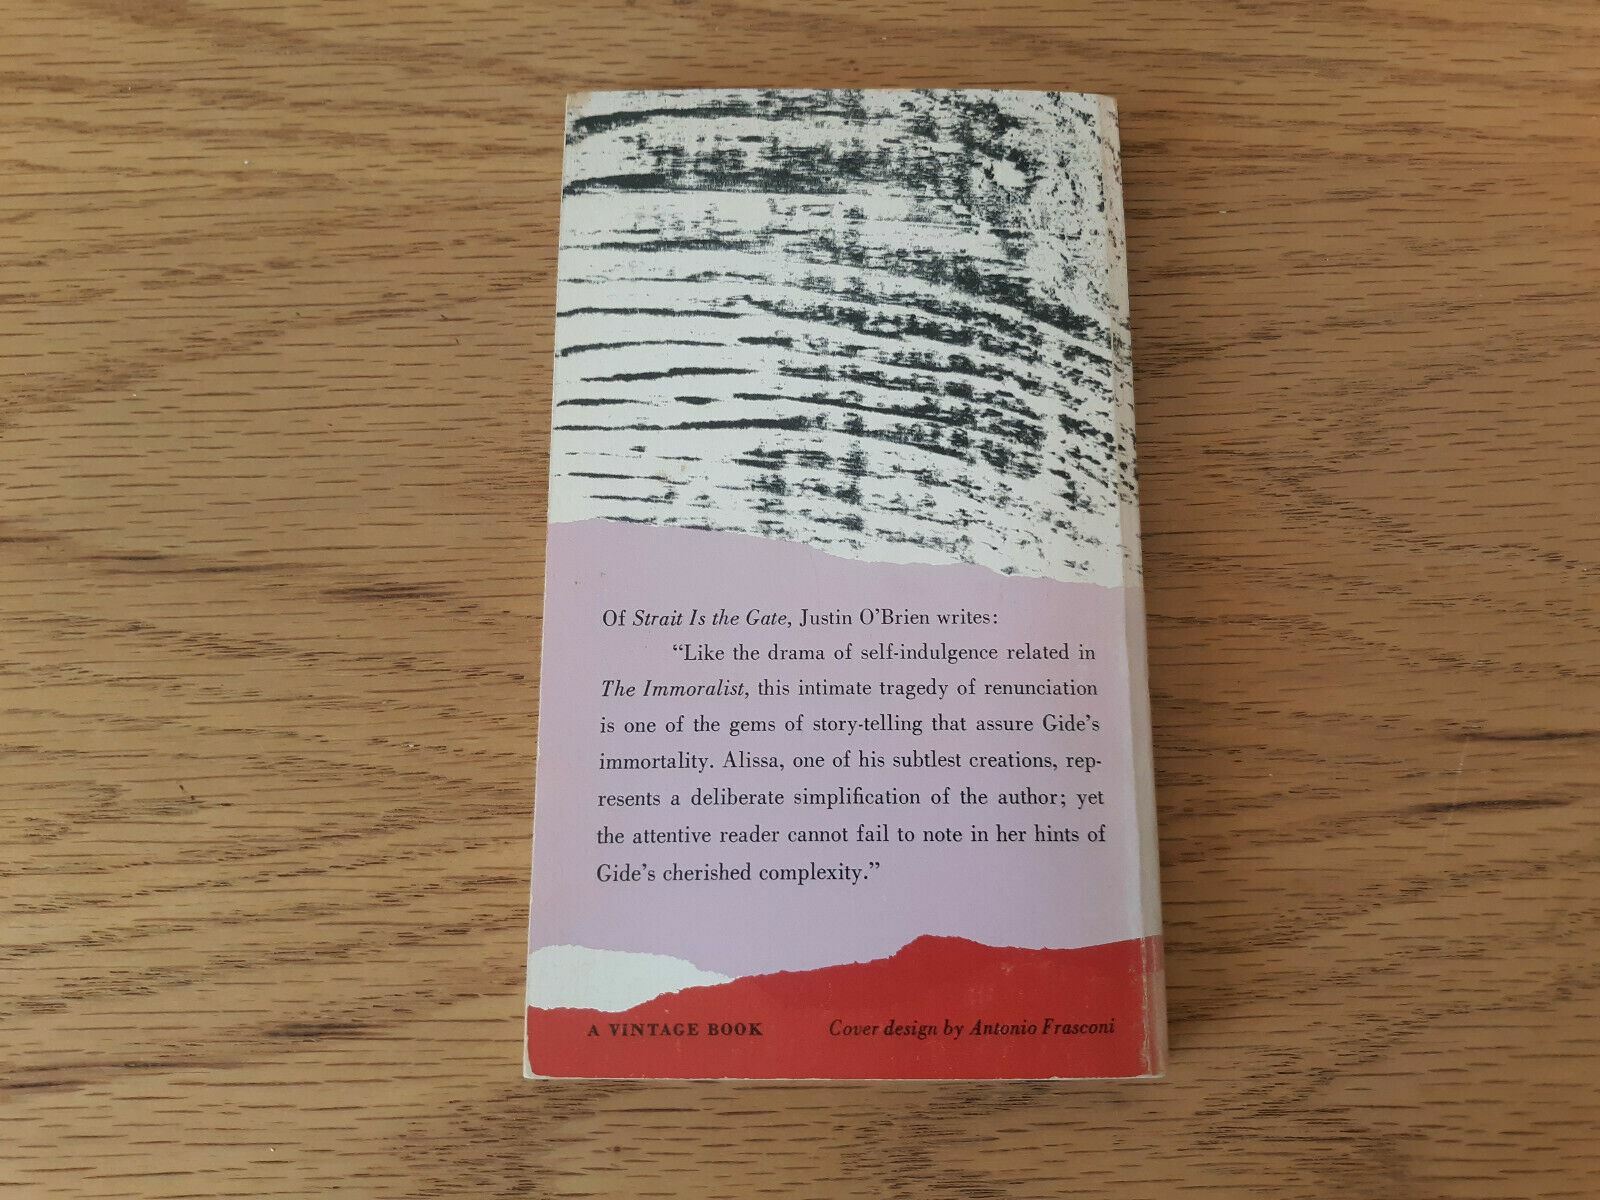 Of Strait Is the Gate, Justin O'Brien writes:
“Like the drama of self-indulgence related in
The Immoralist, this intimate tragedy of renunciation
is one of the gems of story-telling that assure Gide's
immortality. Alissa, one of his subtlest creations, rep-
resents a deliberate simplification of the author; yet
the attentive reader cannot fail to note in her hints of
Gide's cherished complexity.”
A VINTAGE BOOK
Cover design by Antonio Frasconi